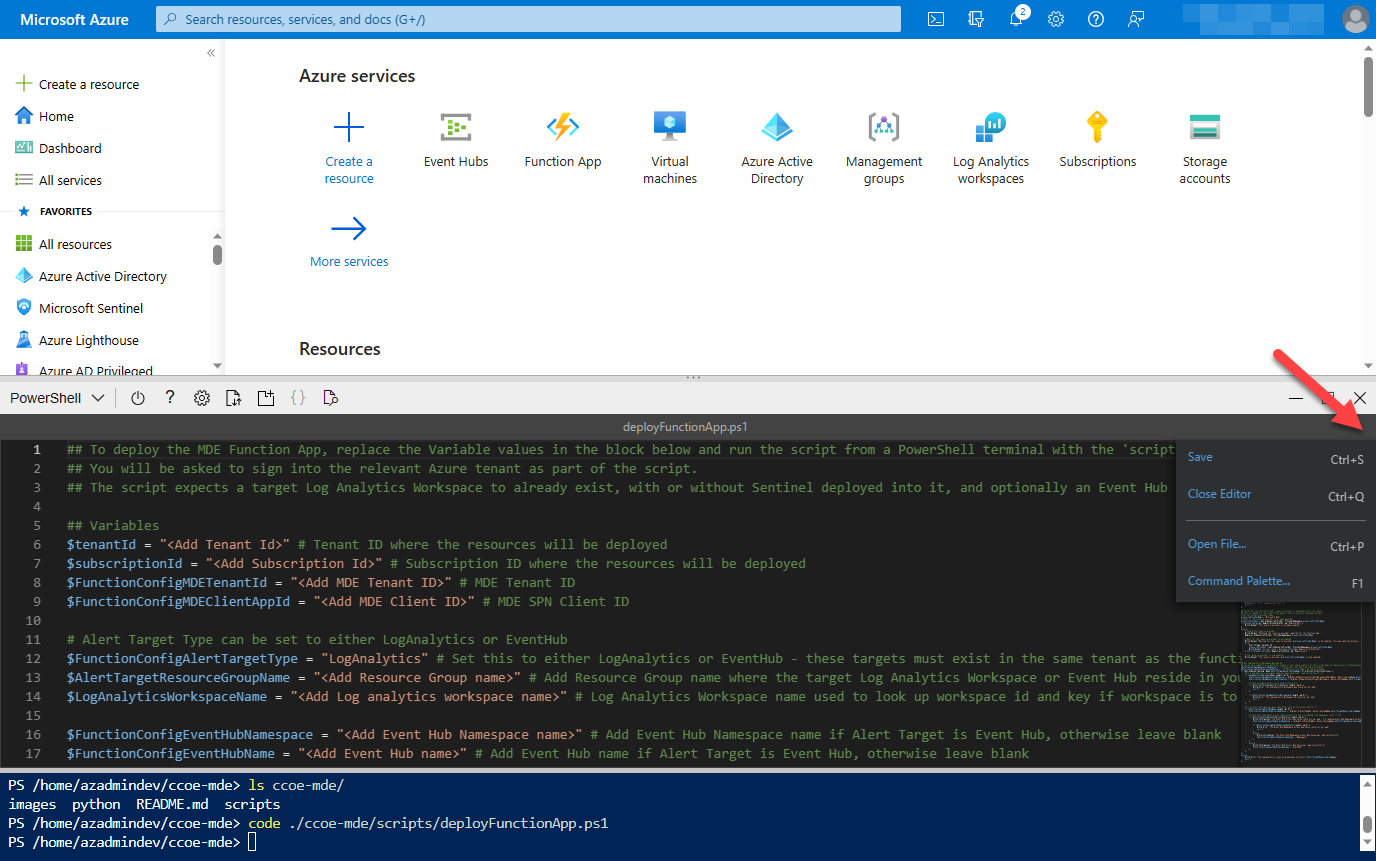 Microsoft Azure
Search resources, services, and docs (G+/)
2
«
Create a resource
Home
Dashboard
All services
FAVORITES
All resources
Azure Active Directory
Microsoft Sentinel
Azure Lighthouse
Azure AD Privileged
Azure services
Create a resource
Event Hubs
Function App
Virtual machines
Azure Active Directory
Management groups
Log Analytics workspaces
Subscriptions
Storage accounts
More services
Resources
PowerShell
?
{}
deployFunctionApp.ps1
1 ## To deploy the MDE Function App, replace the Variable values in the block below and run the script from a PowerShell terminal with the 'script
2 ## You will be asked to sign into the relevant Azure tenant as part of the script.
3 ## The script expects a target Log Analytics Workspace to already exist, with or without Sentinel deployed into it, and optionally an Event Hub
4
5 ## Variables
6 $tenantId = "<Add Tenant Id>" # Tenant ID where the resources will be deployed
7 $subscriptionId = "<Add Subscription Id>" # Subscription ID where the resources will be deployed
8 $FunctionConfigMDETenantId = "<Add MDE Tenant ID>" # MDE Tenant ID
9 $FunctionConfigMDEClientAppId = "<Add MDE Client ID>" # MDE SPN Client ID
10
11 # Alert Target Type can be set to either LogAnalytics or EventHub
12 $FunctionConfigAlertTargetType = "LogAnalytics" # Set this to either LogAnalytics or EventHub - these targets must exist in the same tenant as the functi
13 $AlertTargetResourceGroupName = "<Add Resource Group name>" # Add Resource Group name where the target Log Analytics Workspace or Event Hub reside in you
14 $LogAnalyticsWorkspaceName = "<Add Log analytics workspace name>" # Log Analytics Workspace name used to look up workspace id and key if workspace is to
15
16 $FunctionConfigEventHubNamespace = "<Add Event Hub Namespace name>" # Add Event Hub Namespace name if Alert Target is Event Hub, otherwise leave blank
17 $FunctionConfigEventHubName = "<Add Event Hub name>" # Add Event Hub name if Alert Target is Event Hub, otherwise leave blank
Save Ctrl+S
Close Editor Ctrl+Q
Open File... Ctrl+P
Command Palette... F1
PS /home/azadmindev/ccoe-mde> ls ccoe-mde/
images python README.md scripts
PS /home/azadmindev/ccoe-mde> code ./ccoe-mde/scripts/deployFunctionApp.ps1
PS /home/azadmindev/ccoe-mde>